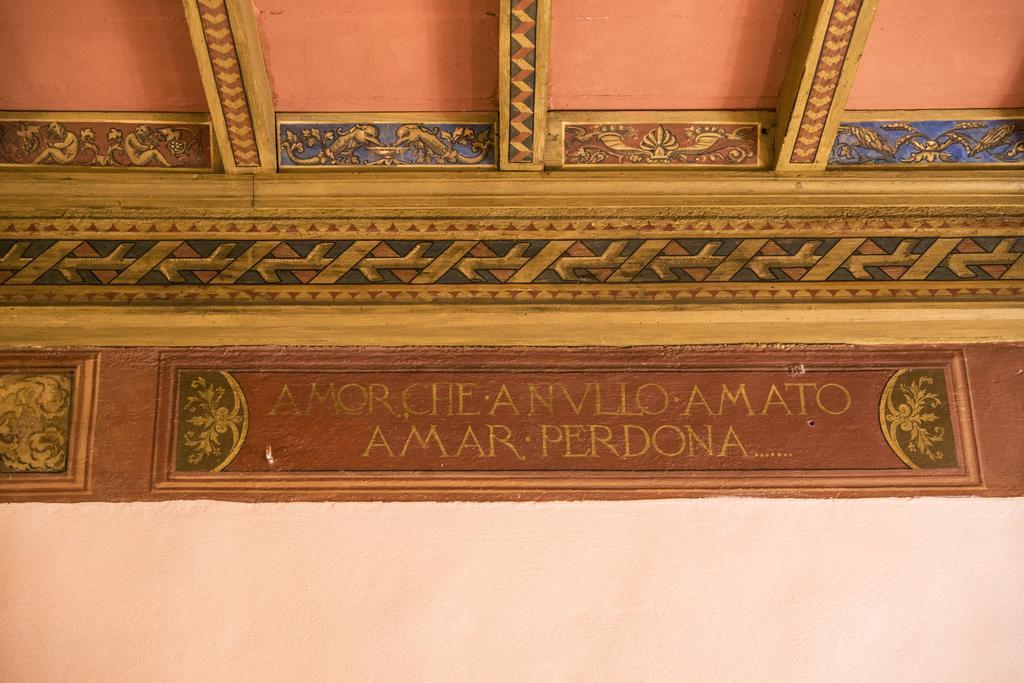 AMOR, CHE·A NVLLO·AMATO
AMAR·PERDONA.......